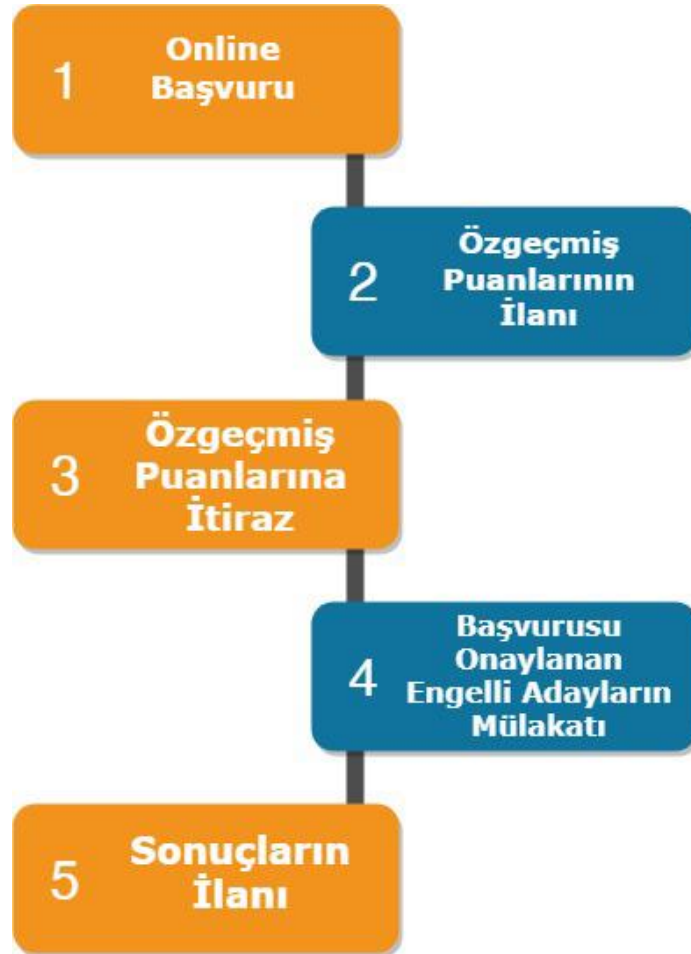 1
Online
Başvuru
2
Özgeçmiş
Puanlarının
İlanı
3
Özgeçmiş
Puanlarına
İtiraz
4
Başvurusu
Onaylanan
Engelli Adayların
Mülakatı
5
Sonuçların
İlanı